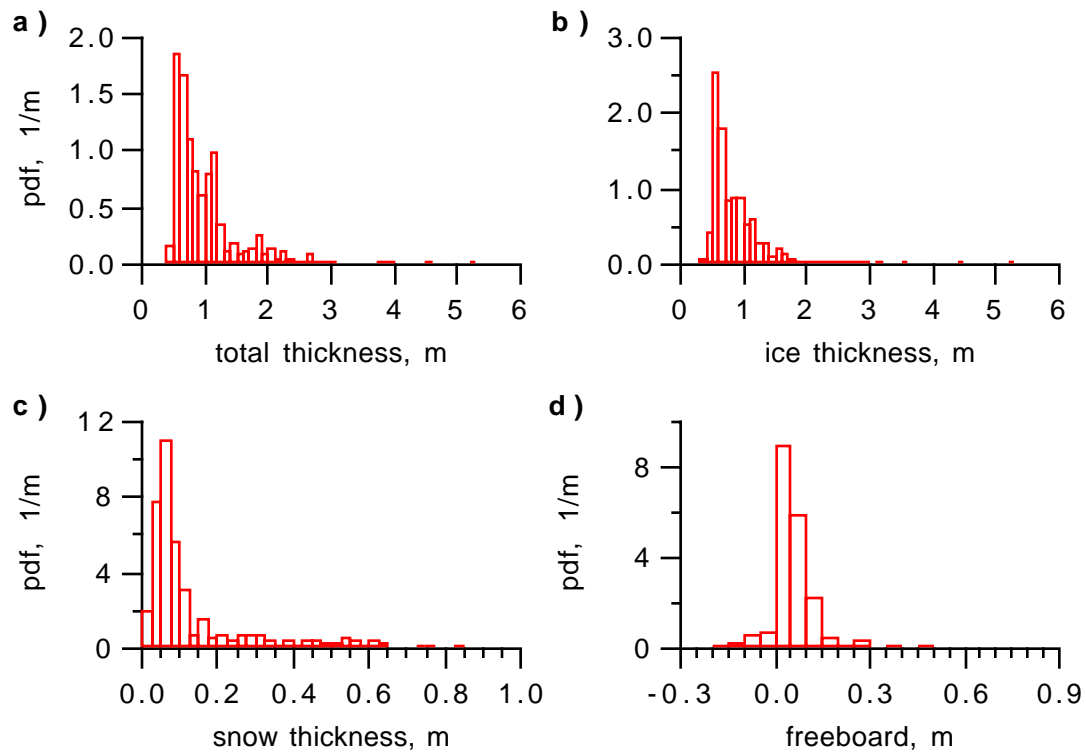 a )
2.0
1.5
1.0
0.5
0.0
pdf, 1/m
0 1 2 3 4 5 6
total thickness, m
b )
3.0
2.0
1.0
0.0
0 1 2 3 4 5 6
ice thickness, m
c )
12
8
4
0
pdf, 1/m
0.0 0.2 0.4 0.6 0.8 1.0
snow thickness, m
d )
8
4
0
pdf, 1/m
-0.3 0.0 0.3 0.6 0.9
freeboard, m